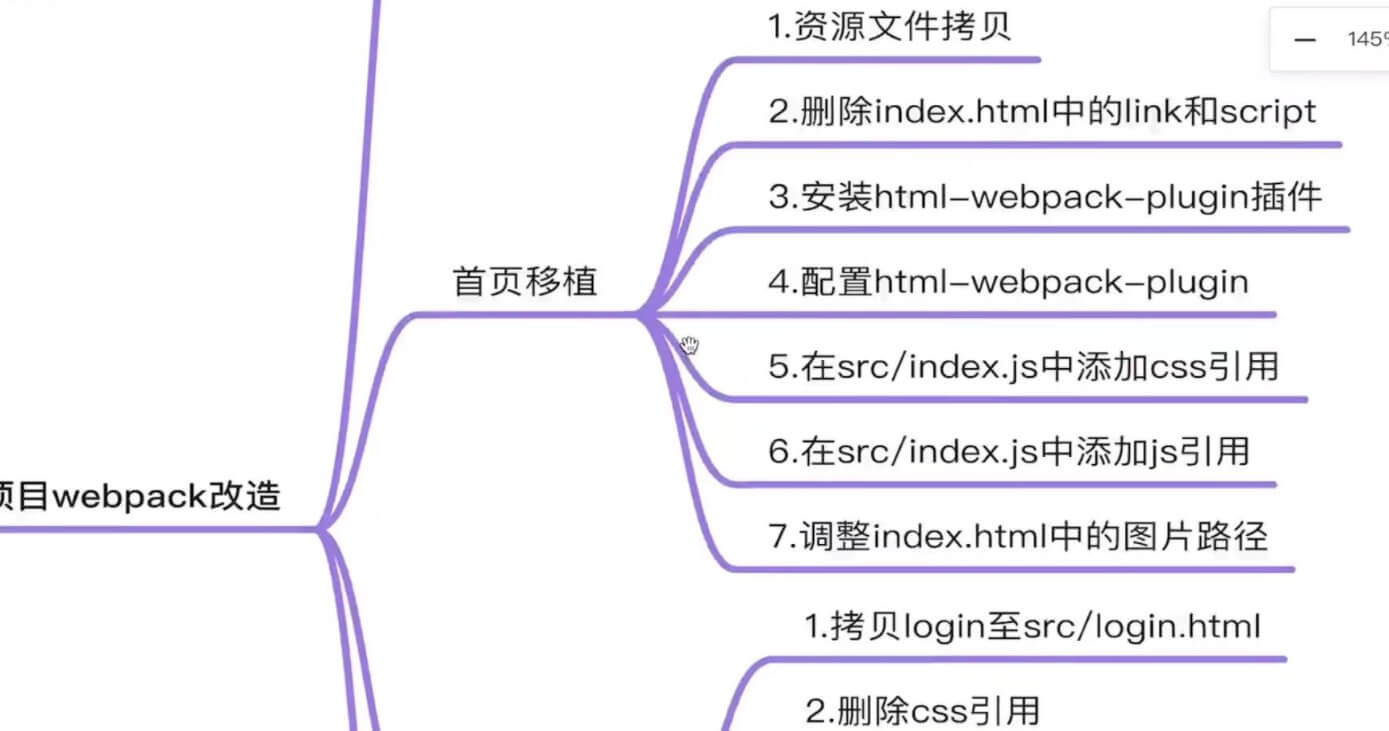 1.资源文件拷贝
145%
2.删除index.html中的link和script
3.安装html-webpack-plugin插件
首页移植
4.配置html-webpack-plugin
5.在src/index.js中添加css引用
6.在src/index.js中添加js引用
项目webpack改造
7.调整index.html中的图片路径
1.拷贝login至src/login.html
2.删除css引用